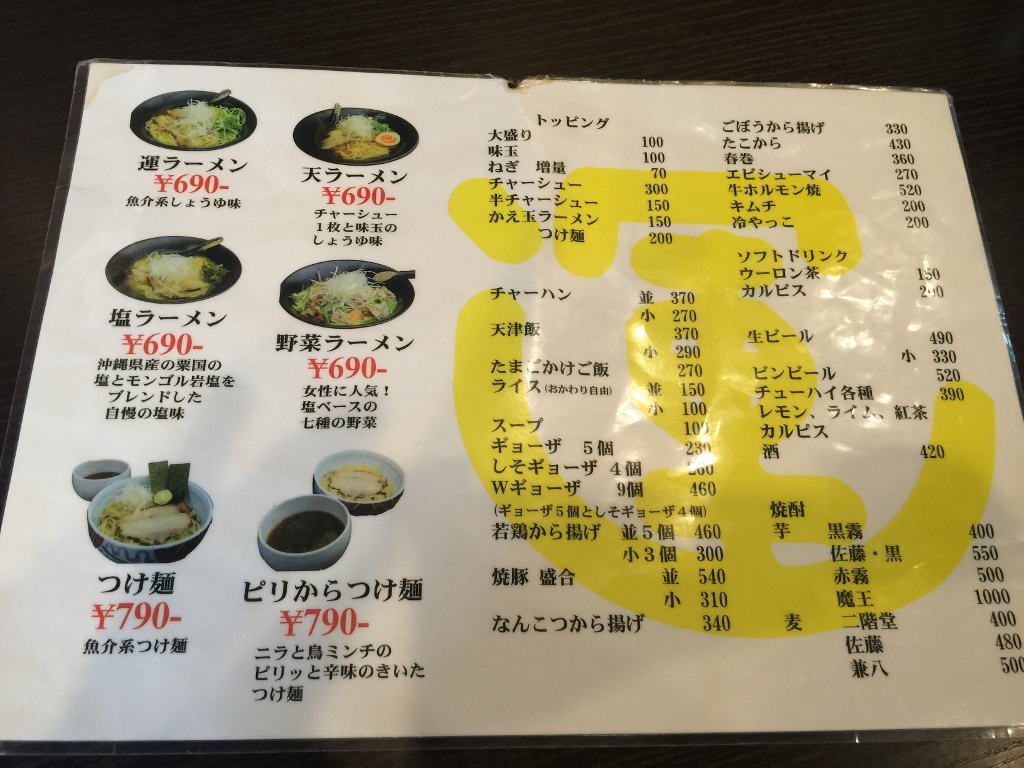 運ラーメン
¥690-
魚介系しょうゆ味
天ラーメン
¥690-
チャーシュー
1枚と味玉の
しょうゆ味
塩ラーメン
¥690-
沖縄県産の粟国の
塩とモンゴル岩塩を
ブレンドした
自慢の塩味
野菜ラーメン
¥690-
女性に人気!
塩ベースの
七種の野菜
つけ麺
¥790-
魚介系つけ麺
ピリからつけ麺
¥790-
ニラと鳥ミンチの
ピリッと辛味のきいた
つけ麺
トッピング
大盛り 100
味玉 100
ねぎ 増量 70
チャーシュー 300
半チャーシュー 150
かえ玉ラーメン 150
つけ麺 200
チャーハン 並 370
小 270
天津飯 370
小 290
たまごかけご飯 270
ライス(おかわり自由) 並 150
小 100
スープ 100
ギョーザ 5個 230
しそギョーザ 4個 260
Wギョーザ 9個 460
(ギョーザ5個としそギョーザ4個)
若鶏から揚げ 並5個 460
小3個 300
焼豚 盛合 並 540
小 310
なんこつから揚げ 340
ごぼうから揚げ 330
たこから 430
春巻 360
エビシューマイ 270
牛ホルモン焼 520
キムチ 200
冷やっこ 200
ソフトドリンク
ウーロン茶
カルピス
生ビール 490
小 330
ビンビール 520
チューハイ各種 390
レモン、ライム、紅茶
カルピス
酒 420
焼酎
芋 黒霧 400
佐藤・黒 550
赤霧 500
魔王 1000
麦 二階堂 400
佐藤 480
兼八 500